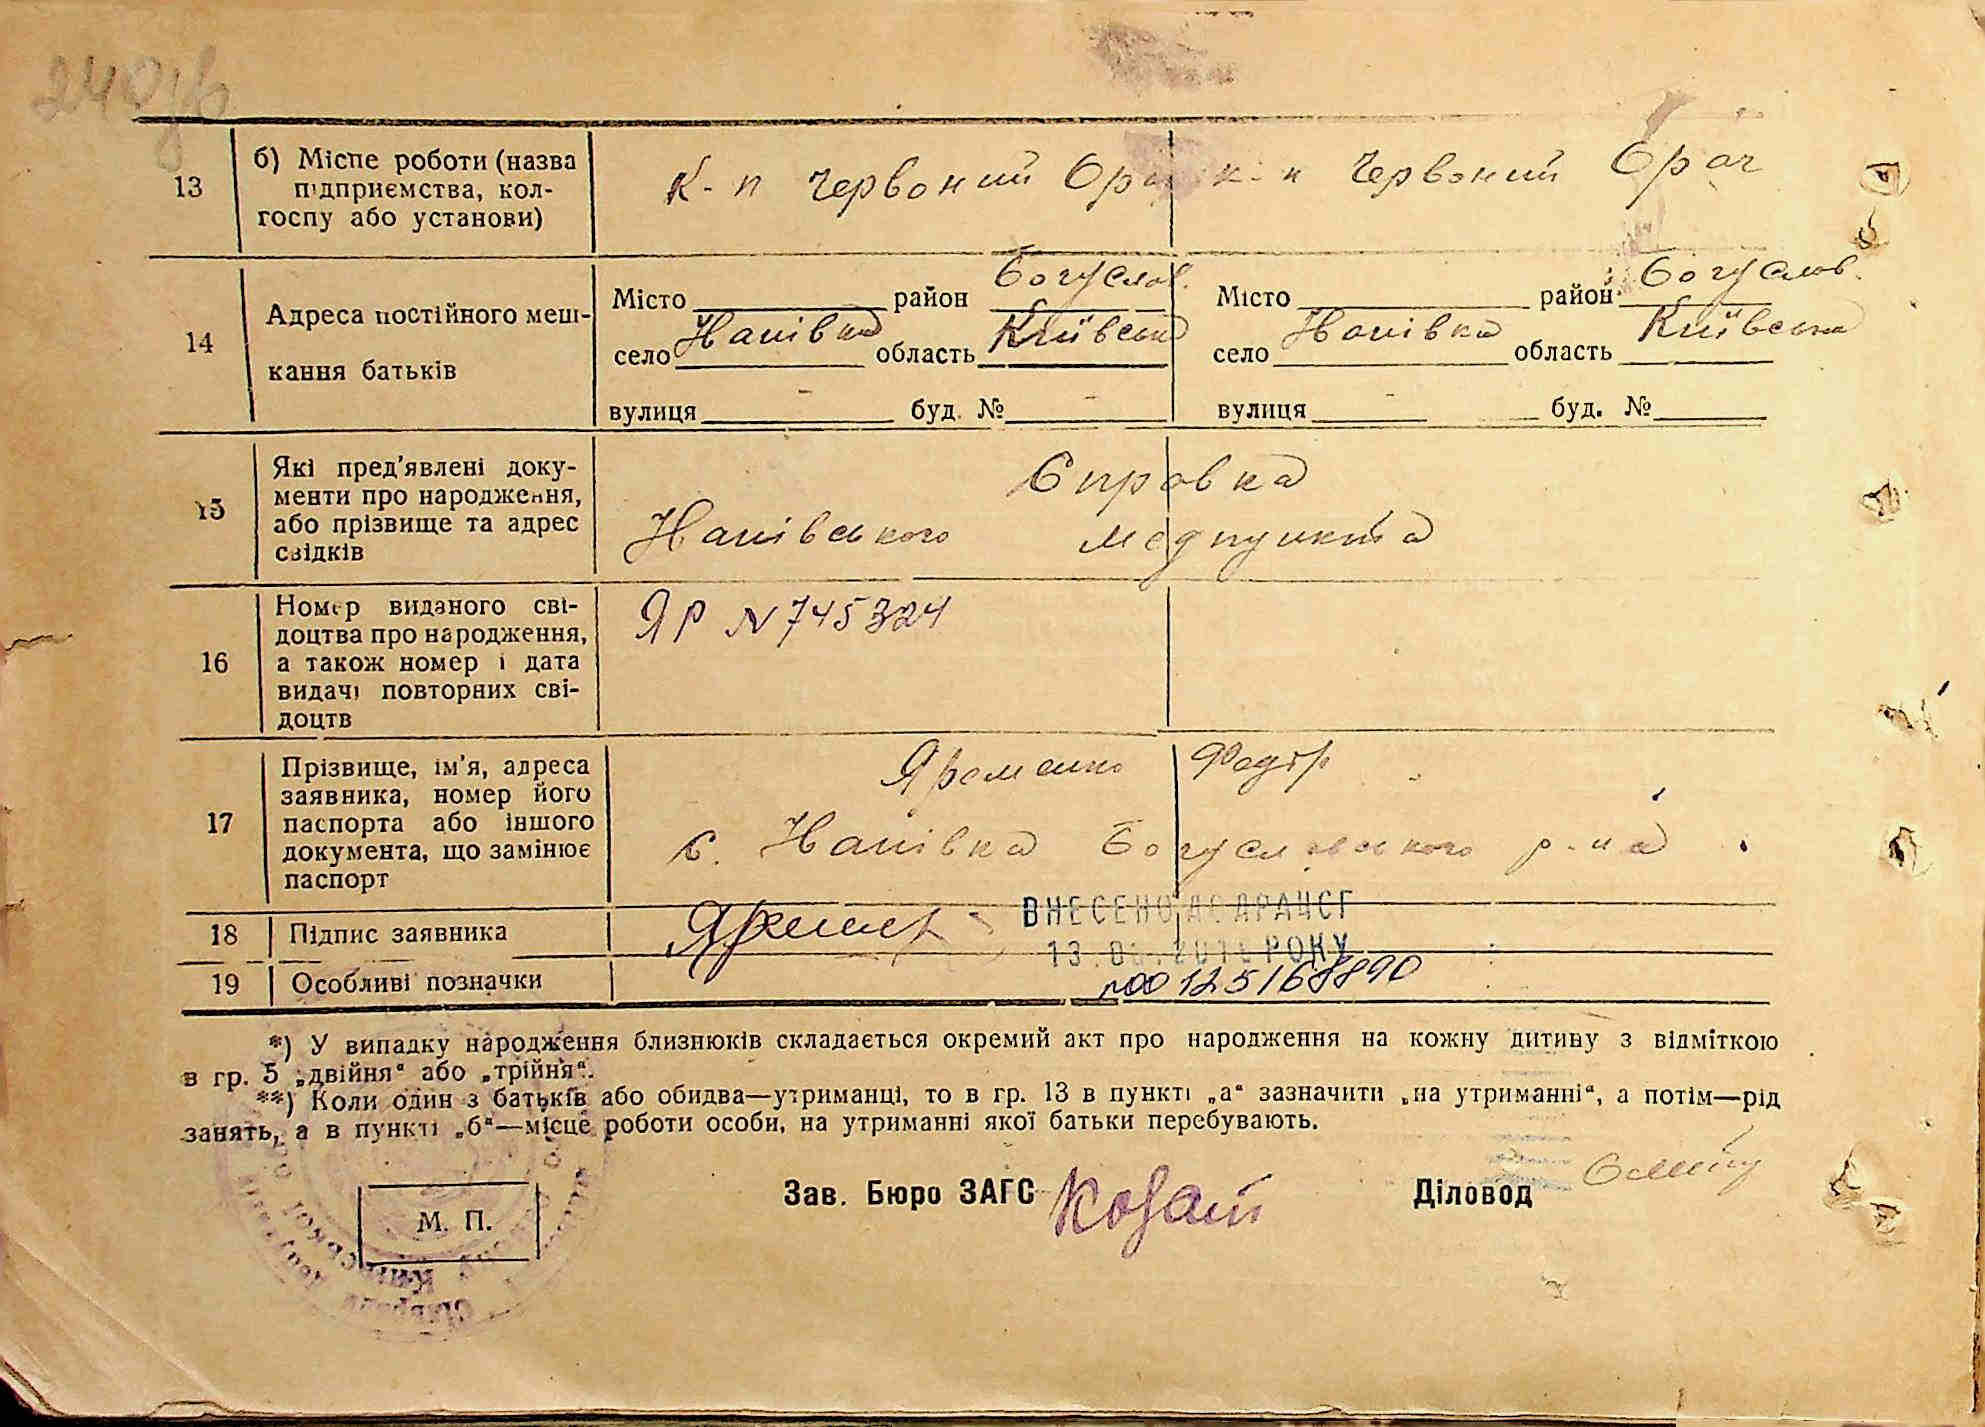 240зв
13
б) Місце роботи (назва
підприємства, кол-
госпу або установи)
К-п Червоний Орач
к-п Червоний Орач
14
Адреса постійного меш-
кання батьків
Місто район Богуслав.
село Напівка область Київська
вулиця - буд. № -
Місто район Богуслав.
село Напівка область Київська
вулиця - буд. №
15
Які пред'явлені доку-
менти про народження,
або прізвище та адрес
свідків
Справка
медпункта
16
Номер виданого сві-
доцтва про народження,
а також номер і дата
видачі повторних сві-
доцтв
ЯР N 745324
17
Прізвище, ім'я, адреса
заявника, номер його
паспорта або іншого
документа, що замінює
паспорт
Яременко Федір
с. Напівка Богуславського р-на
18
Підпис заявника
ВНЕСЕНО ДО ДРАЦСГ
РОКУ
19
Особливі позначки
00125168890
*) У випадку народження близнюків складається окремий акт про народження на кожну дитину з відміткою
в гр. 5 „двійня“ або „трійня“.
**) Коли один з батьків або обидва—утриманці, то в гр. 13 в пункті „а“ зазначити „на утриманні“, а потім—рід
занять, а в пункті „б“—місце роботи особи, на утриманні якої батьки перебувають.
М. П.
Зав. Бюро ЗАГС
Діловод